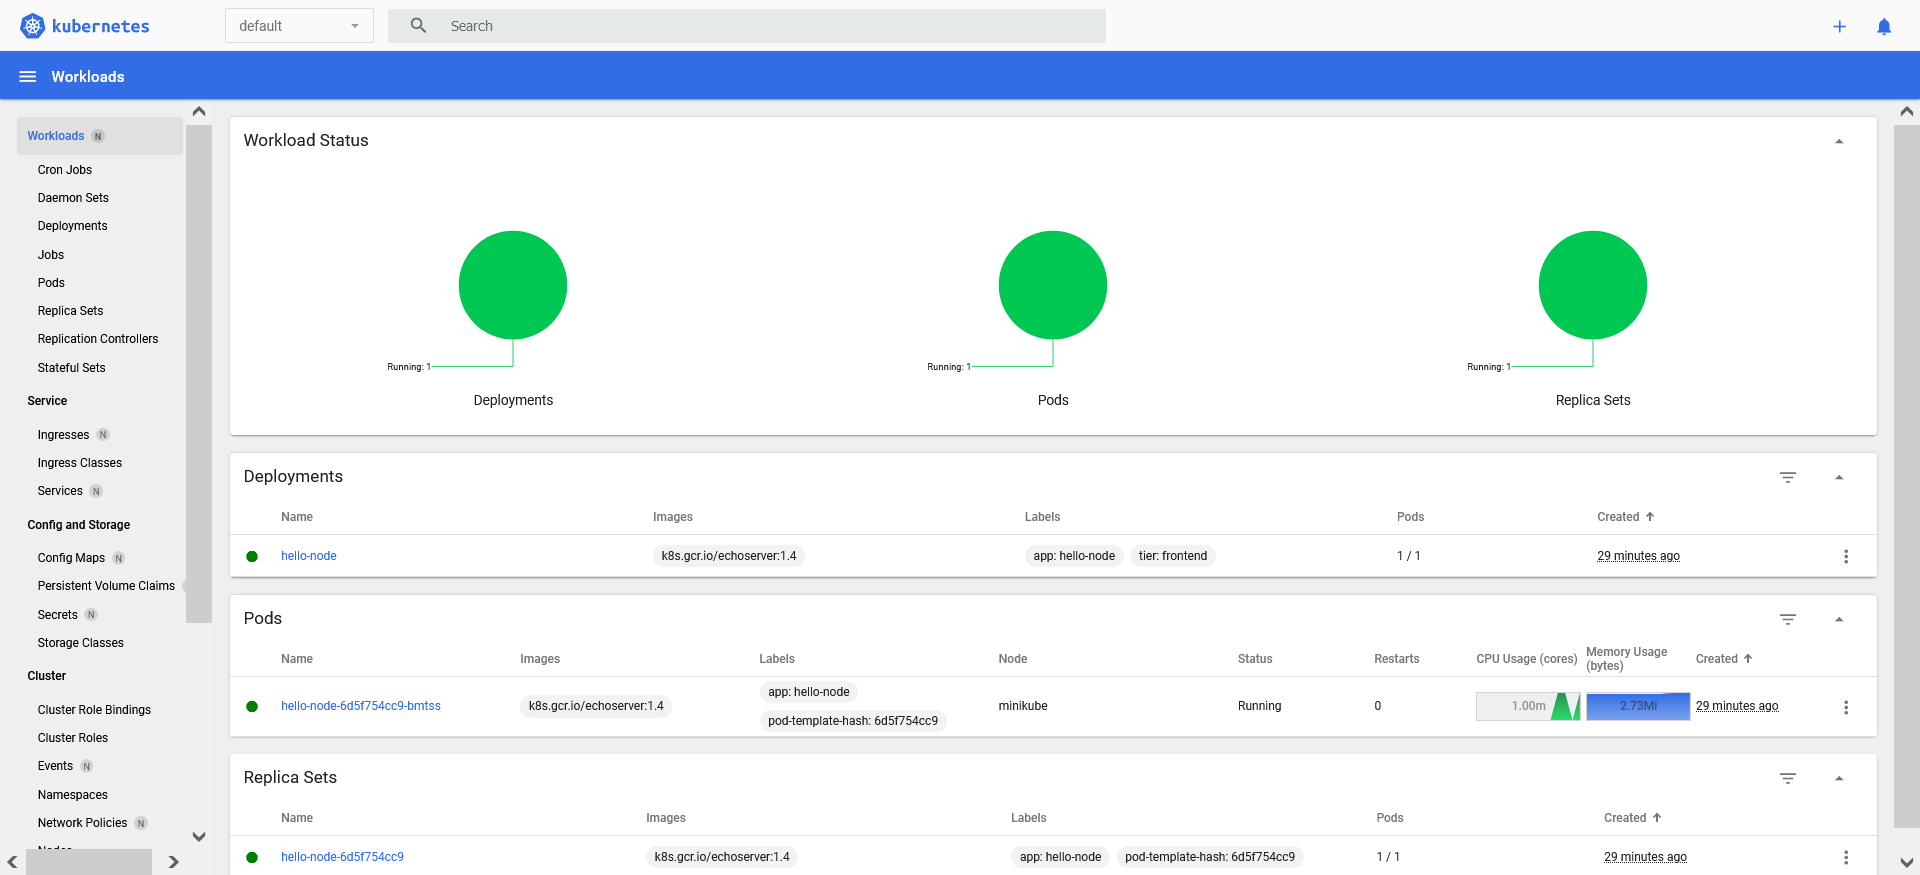 kubernetes
default
Search
Workloads
Workloads N
Cron Jobs
Daemon Sets
Deployments
Jobs
Pods
Replica Sets
Replication Controllers
Stateful Sets
Service
Ingresses N
Ingress Classes
Services N
Config and Storage
Config Maps N
Persistent Volume Claims
Secrets N
Storage Classes
Cluster
Cluster Role Bindings
Cluster Roles
Events N
Namespaces
Network Policies N
Workload Status
Running: 1
Deployments
Running: 1
Pods
Running: 1
Replica Sets
Deployments
Name Images Labels Pods Created
hello-node k8s.gcr.io/echoserver:1.4 app: hello-node tier: frontend 1 / 1 29 minutes ago
Pods
Name Images Labels Node Status Restarts CPU Usage (cores) Memory Usage (bytes) Created
hello-node-6d5f754cc9-bmtss k8s.gcr.io/echoserver:1.4 app: hello-node
pod-template-hash: 6d5f754cc9 minikube Running 0 1.00m 2.73Mi 29 minutes ago
Replica Sets
Name Images Labels Pods Created
hello-node-6d5f754cc9 k8s.gcr.io/echoserver:1.4 app: hello-node pod-template-hash: 6d5f754cc9 1 / 1 29 minutes ago